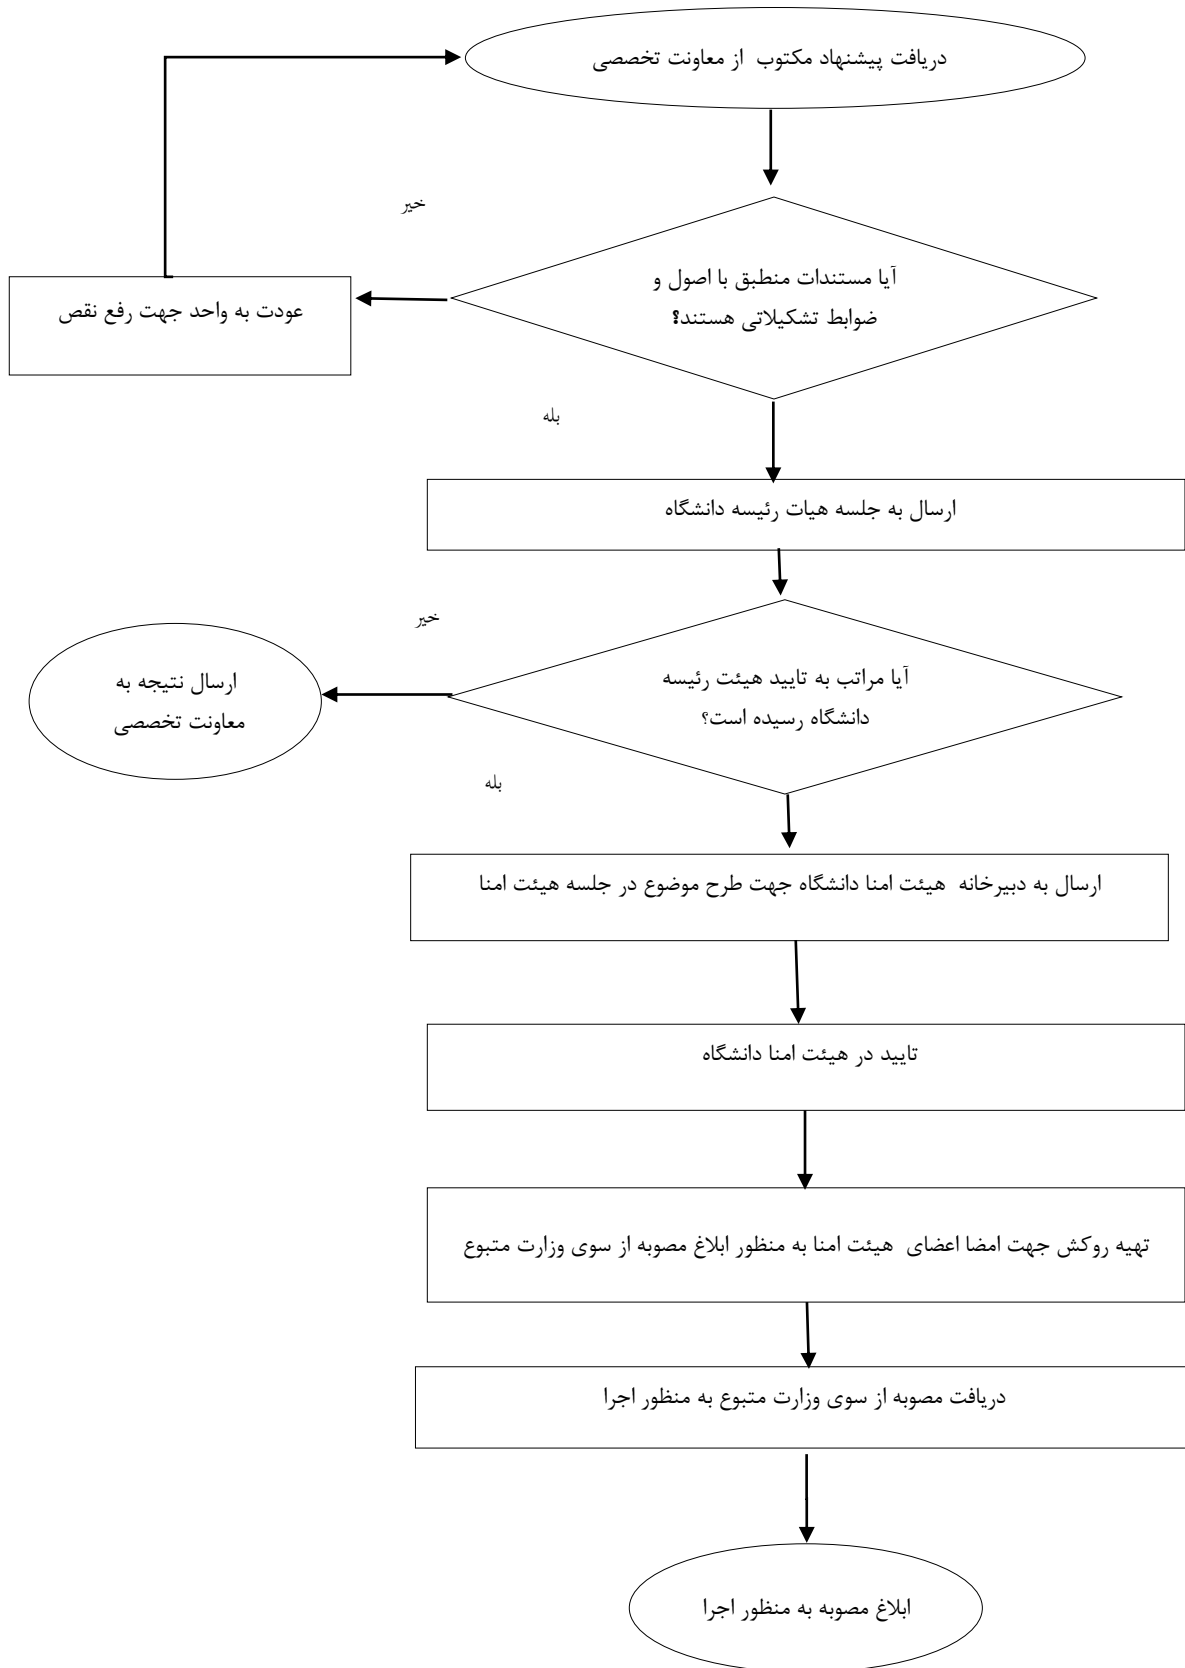 دریافت پیشنهاد مکتوب از معاونت تخصصی
خیر
آیا مستندات منطبق با اصول و
ضوابط تشکیلاتی هستند؟
عودت به واحد جهت رفع نقص
بله
ارسال به جلسه هیات رئیسه دانشگاه
خیر
آیا مراتب به تایید هیئت رئیسه
دانشگاه رسیده است؟
ارسال نتیجه به
معاونت تخصصی
بله
ارسال به دبیرخانه هیئت امنا دانشگاه جهت طرح موضوع در جلسه هیئت امنا
تایید در هیئت امنا دانشگاه
تهیه روکش جهت امضا اعضای هیئت امنا به منظور ابلاغ مصوبه از سوی وزارت متبوع
دریافت مصوبه از سوی وزارت متبوع به منظور اجرا
ابلاغ مصوبه به منظور اجرا